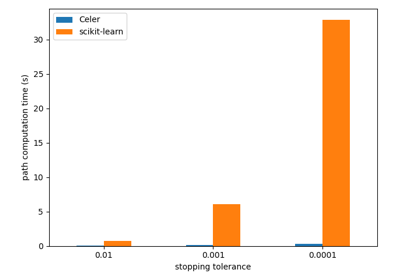 Celer
scikit-learn
path computation time (s)
30
25
20
15
10
5
0
0.01
0.001
0.0001
stopping tolerance